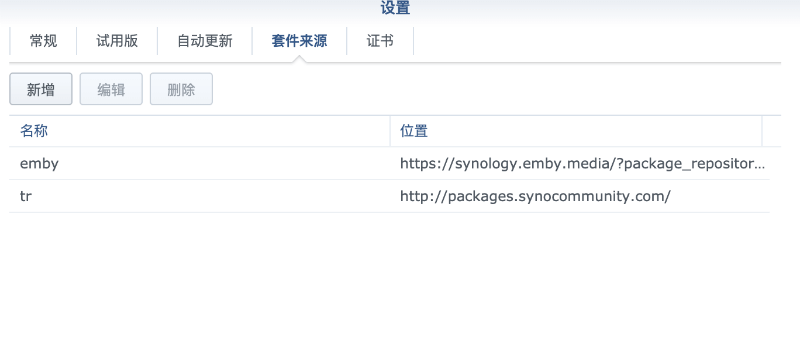 设置
常规 试用版 自动更新 套件来源 证书
新增 编辑 删除
名称 位置
emby https://synology.emby.media/?package_repositor...
tr http://packages.synocommunity.com/